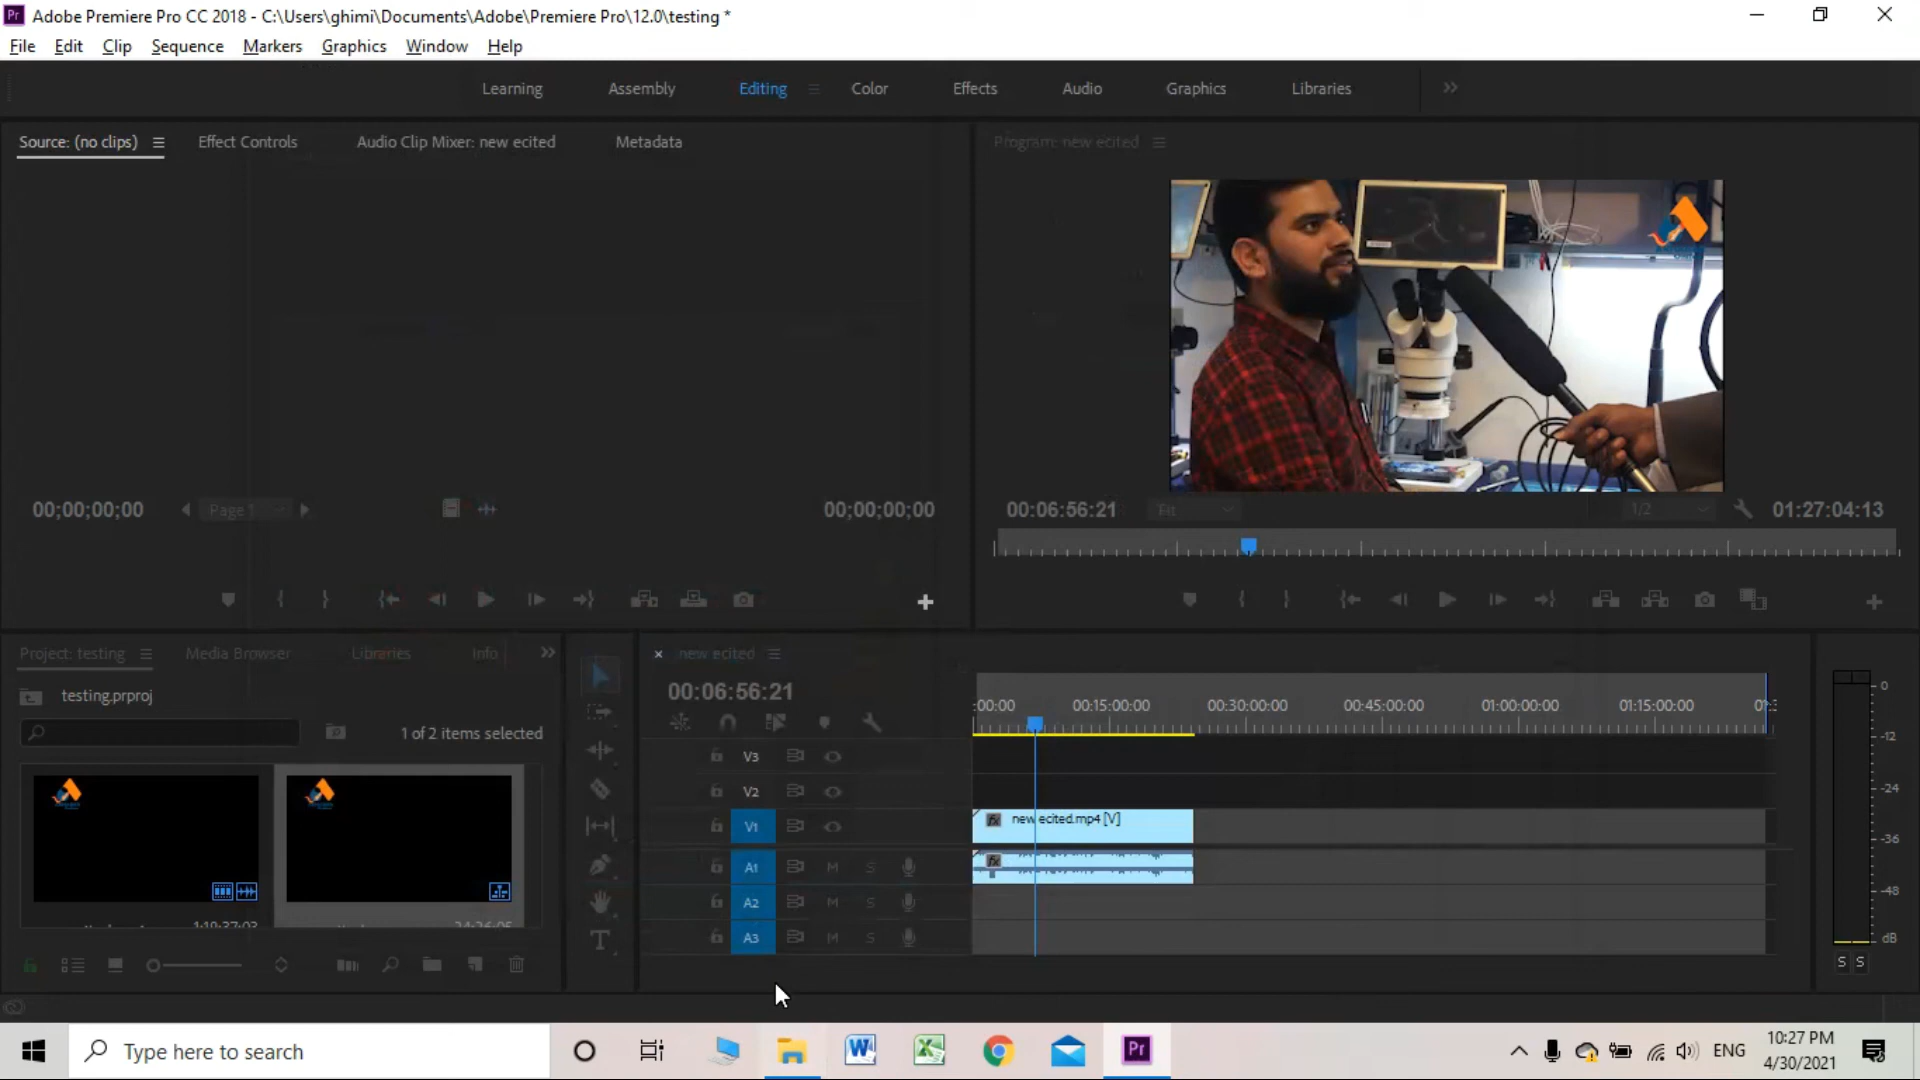 Adobe Premiere Pro CC 2018 - C:\Users\ghimi\Documents\Adobe\Premiere Pro\12.0\testing *
File Edit Clip Sequence Markers Graphics Window Help
Learning Assembly Editing Color Effects Audio Graphics Libraries
Source: (no clips) Effect Controls Audio Clip Mixer: new ecited Metadata
Program: new ecited
00;00;00;00 Page 1 00;00;00;00
00:06:56:21 Fit 1/2 01:27:04:13
Project: testing Media Browser Libraries Info
new ecited
testing.prproj
1 of 2 items selected
00:06:56:21
:00:00 00:15:00:00 00:30:00:00 00:45:00:00 01:00:00:00 01:15:00:00
V3
V2
V1 new ecited.mp4 [V]
A1 M S
A2 M S
A3 M S
0
-12
-24
-36
-48
dB
S S
Type here to search
ENG
10:27 PM
4/30/2021